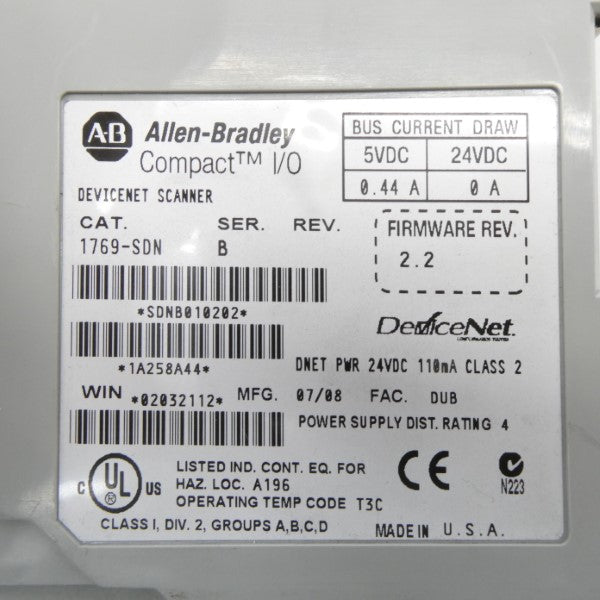 A-B Allen-Bradley
Compact™ I/O
BUS CURRENT DRAW
5VDC 24VDC
0.44 A 0 A
DEVICENET SCANNER
CAT. SER. REV.
1769-SDN B
FIRMWARE REV.
2.2
*SDNB010202*
DeviceNet
CONFORMANCE TESTED
*1A258A44*
DNET PWR 24VDC 110mA CLASS 2
WIN *02032112* MFG. 07/08 FAC. DUB
POWER SUPPLY DIST. RATING 4
C UL US
LISTED IND. CONT. EQ. FOR
HAZ. LOC. A196
OPERATING TEMP CODE T3C
CLASS I, DIV. 2, GROUPS A,B,C,D
CE
N223
MADE IN U.S.A.